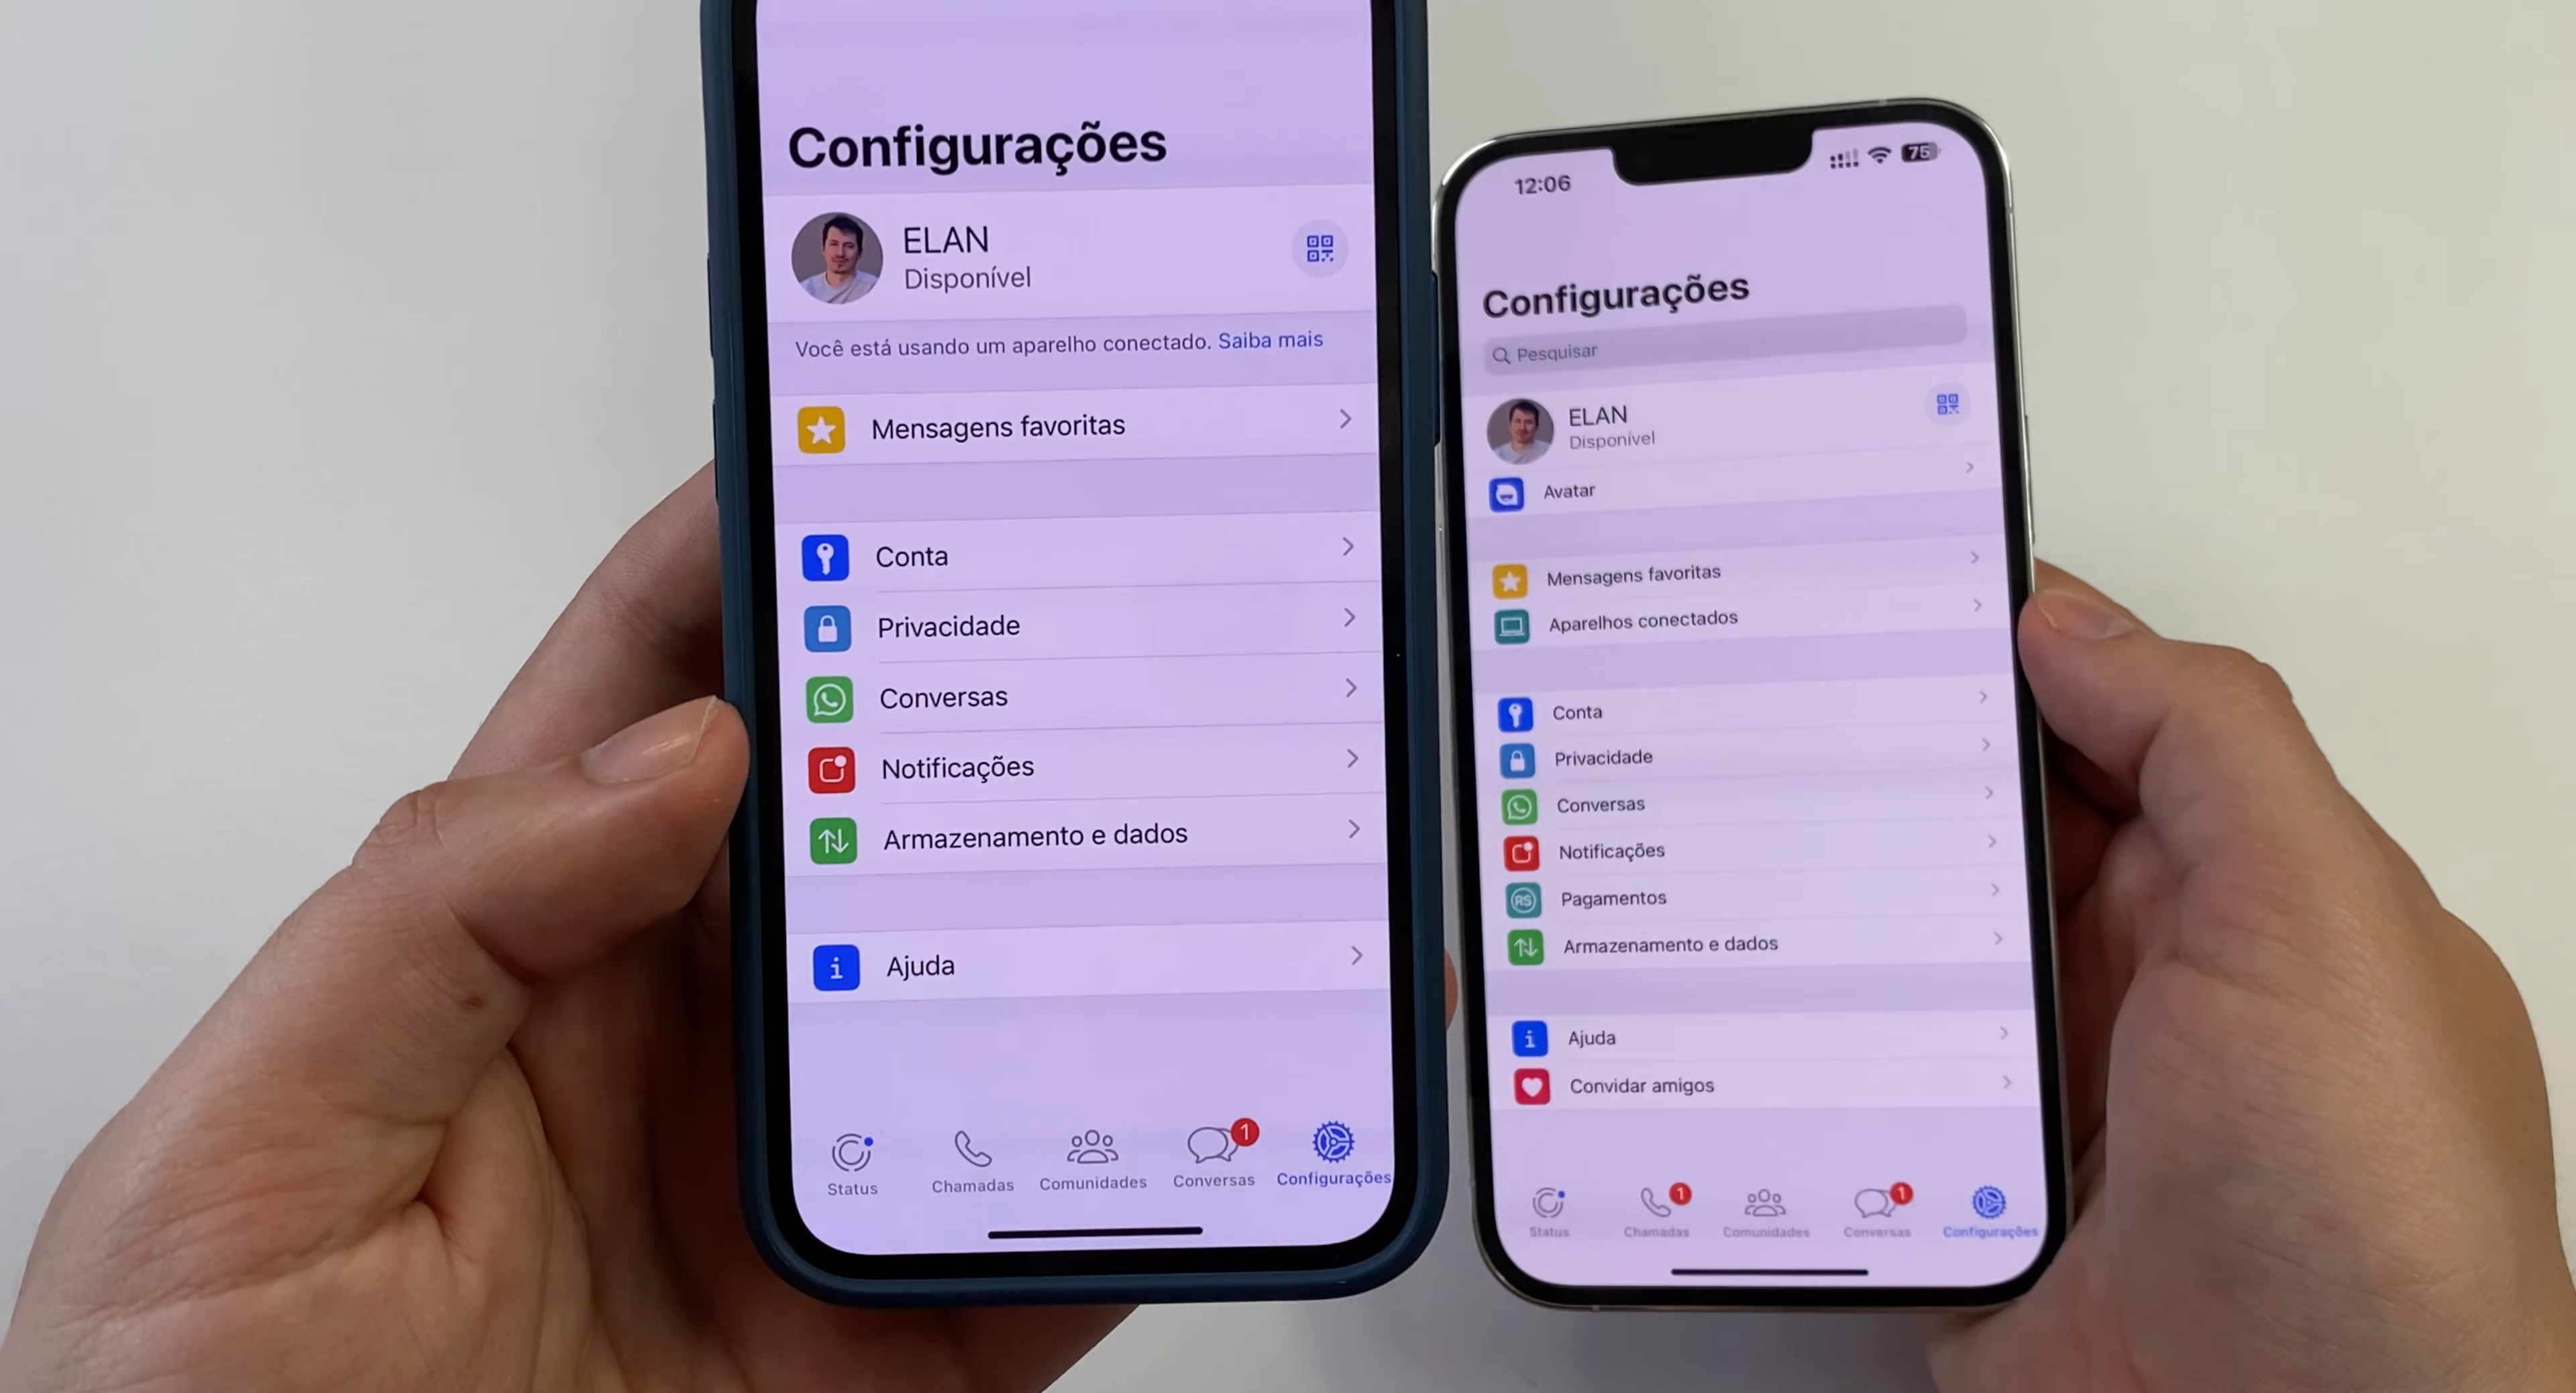 Configurações
ELAN
Disponível
Você está usando um aparelho conectado. Saiba mais
Mensagens favoritas
Conta
Privacidade
Conversas
Notificações
Armazenamento e dados
i
Ajuda
1
Status
Chamadas
Comunidades
Conversas
Configurações
12:06
75
Configurações
Pesquisar
ELAN
Disponível
Avatar
Mensagens favoritas
Aparelhos conectados
Conta
Privacidade
Conversas
Notificações
R$ Pagamentos
Armazenamento e dados
i
Ajuda
Convidar amigos
1
1
Status
Chamadas
Comunidades
Conversas
Configurações